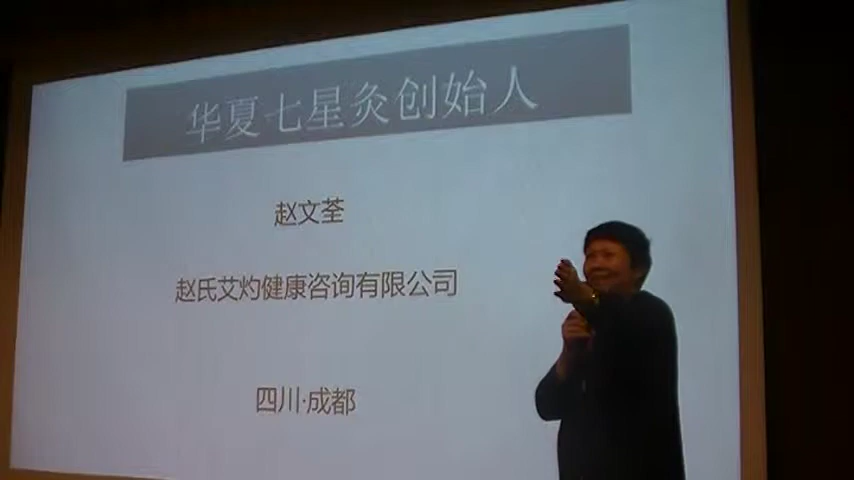 华夏七星灸创始人
赵文荃
赵氏艾灼健康咨询有限公司
四川·成都